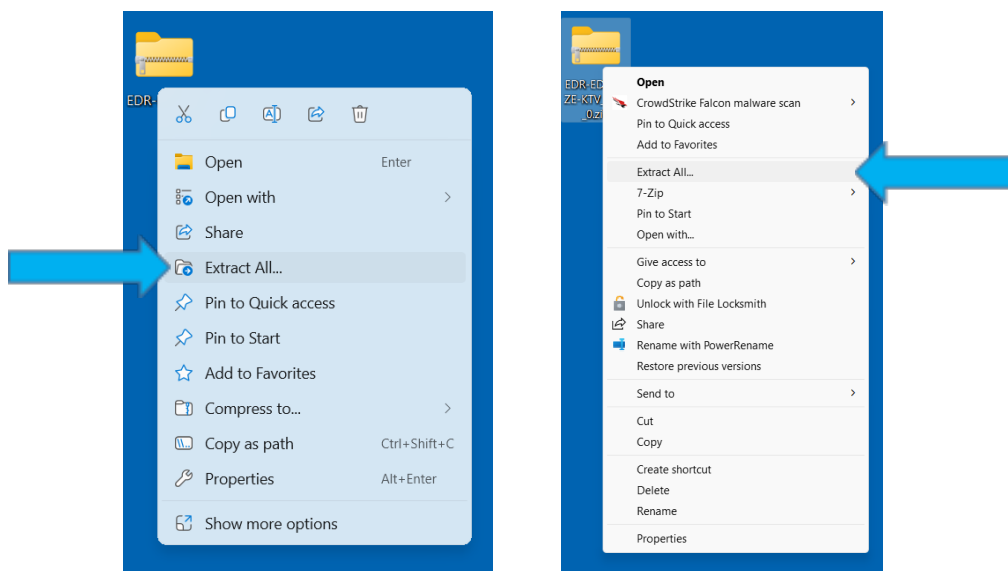 EDR-
Open Enter
Open with
Share
Extract All...
Pin to Quick access
Pin to Start
Add to Favorites
Compress to...
Copy as path Ctrl+Shift+C
Properties Alt+Enter
Show more options
EDR-ED
ZE-KTV_
_0.zi
Open
CrowdStrike Falcon malware scan
Pin to Quick access
Add to Favorites
Extract All...
7-Zip
Pin to Start
Open with...
Give access to
Copy as path
Unlock with File Locksmith
Share
Rename with PowerRename
Restore previous versions
Send to
Cut
Copy
Create shortcut
Delete
Rename
Properties